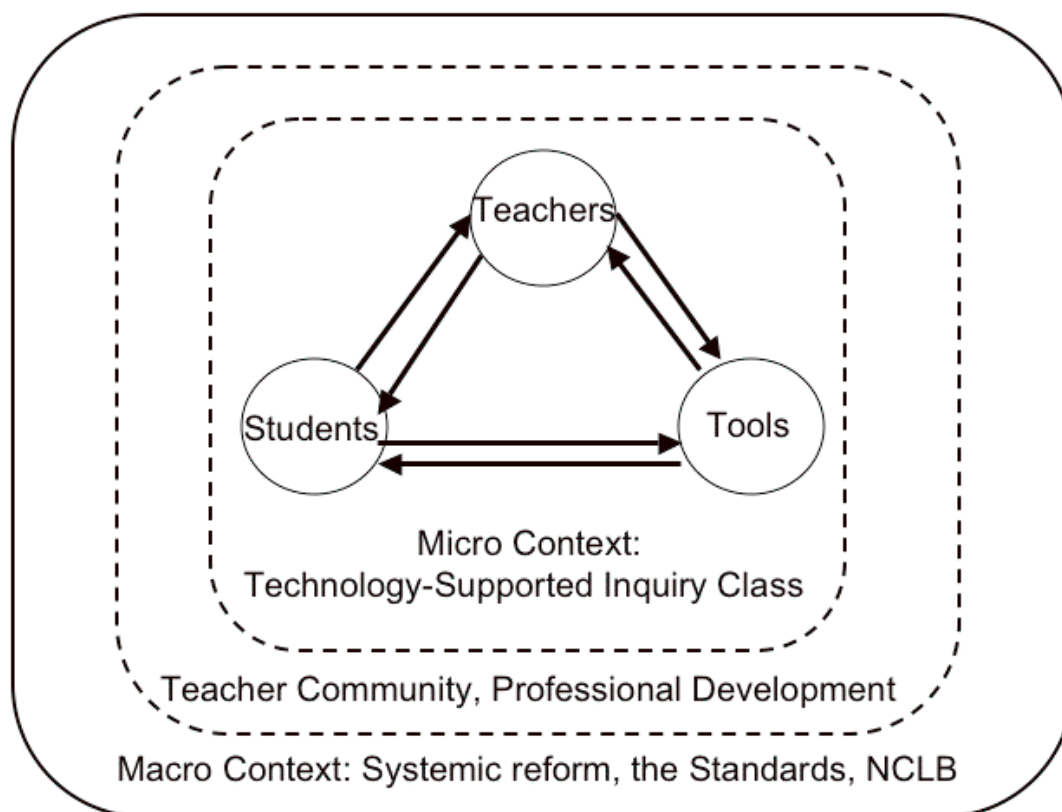 Teachers
Students
Tools
Micro Context:
Technology-Supported Inquiry Class
Teacher Community, Professional Development
Macro Context: Systemic reform, the Standards, NCLB